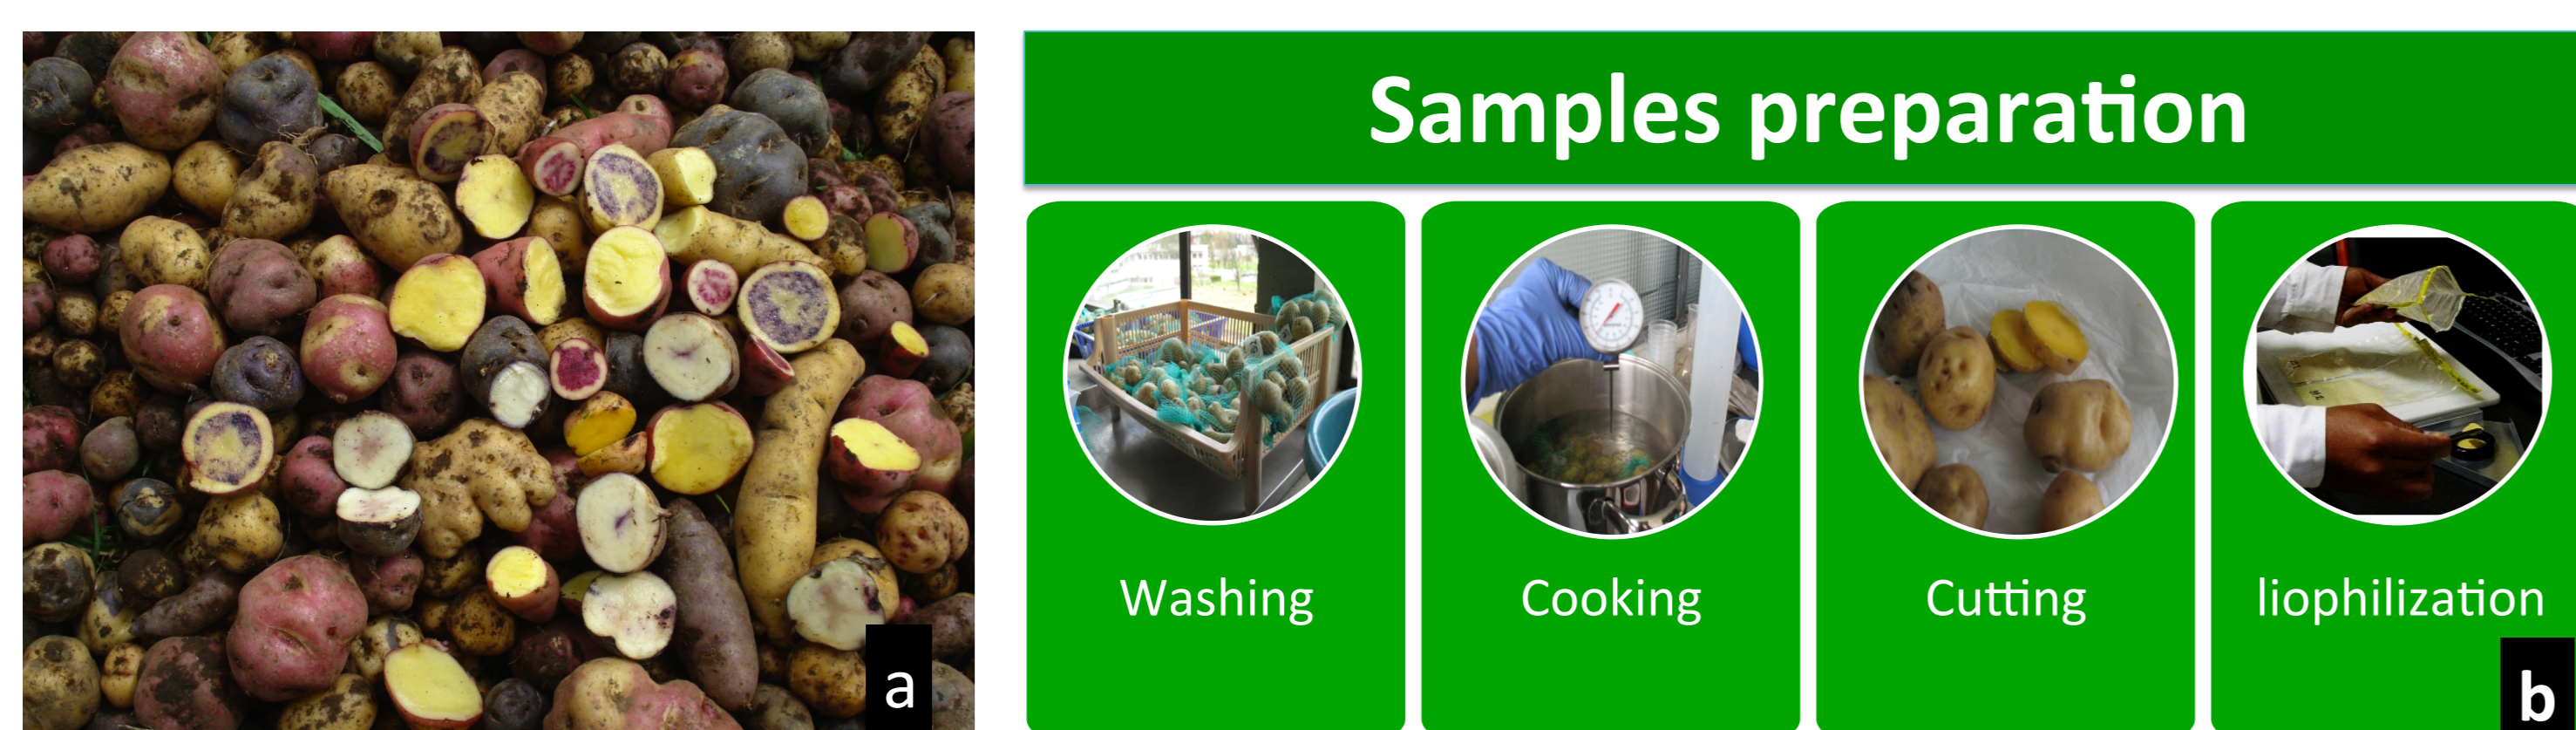 a
Samples preparation
Washing
Cooking
Cutting
liophilization
b